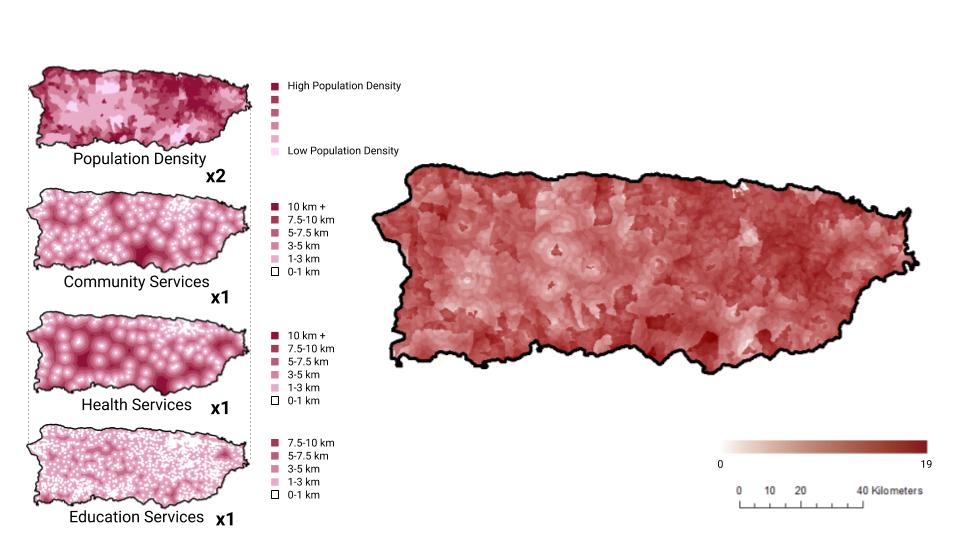 High Population Density
Low Population Density
Population Density
x2
10 km +
7.5-10 km
5-7.5 km
3-5 km
1-3 km
0-1 km
Community Services
x1
10 km +
7.5-10 km
5-7.5 km
3-5 km
1-3 km
0-1 km
Health Services
x1
7.5-10 km
5-7.5 km
3-5 km
1-3 km
0-1 km
Education Services
x1
0 19
0 10 20 40 Kilometers